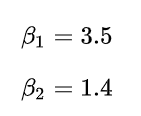 β₁ = 3.5
β₂ = 1.4